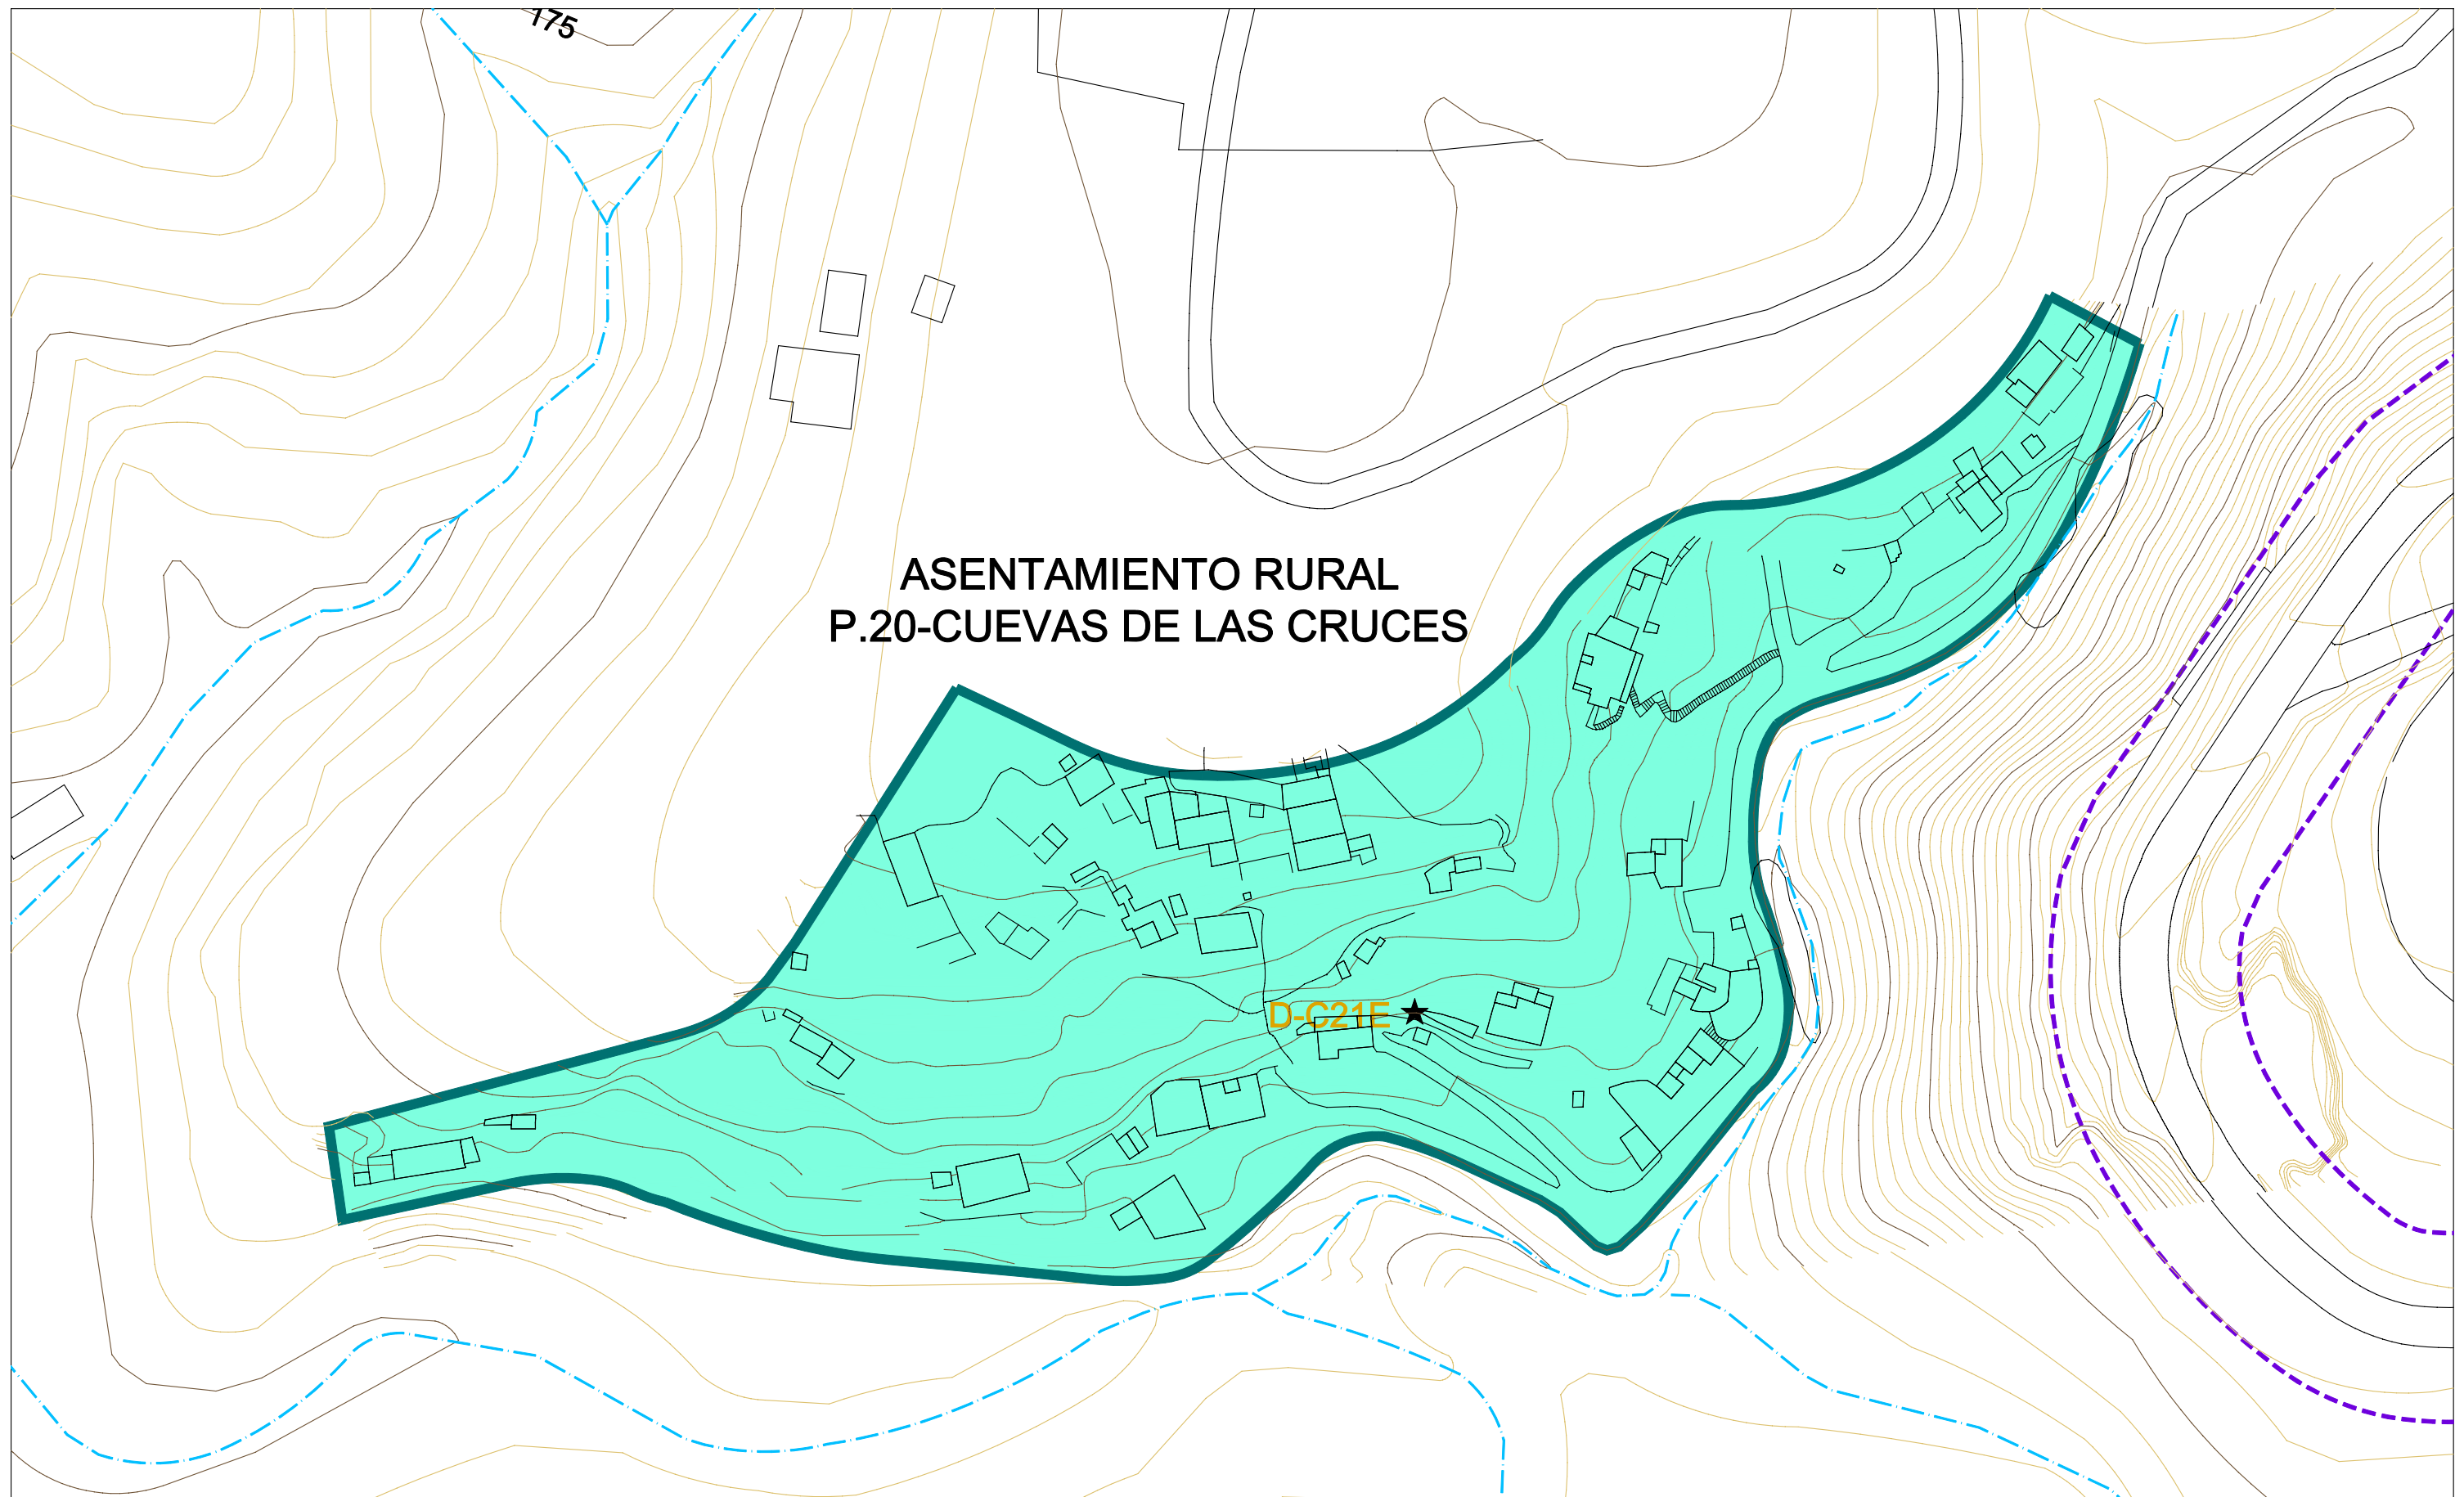 175
ASENTAMIENTO RURAL
P.20-CUEVAS DE LAS CRUCES
D-C21E